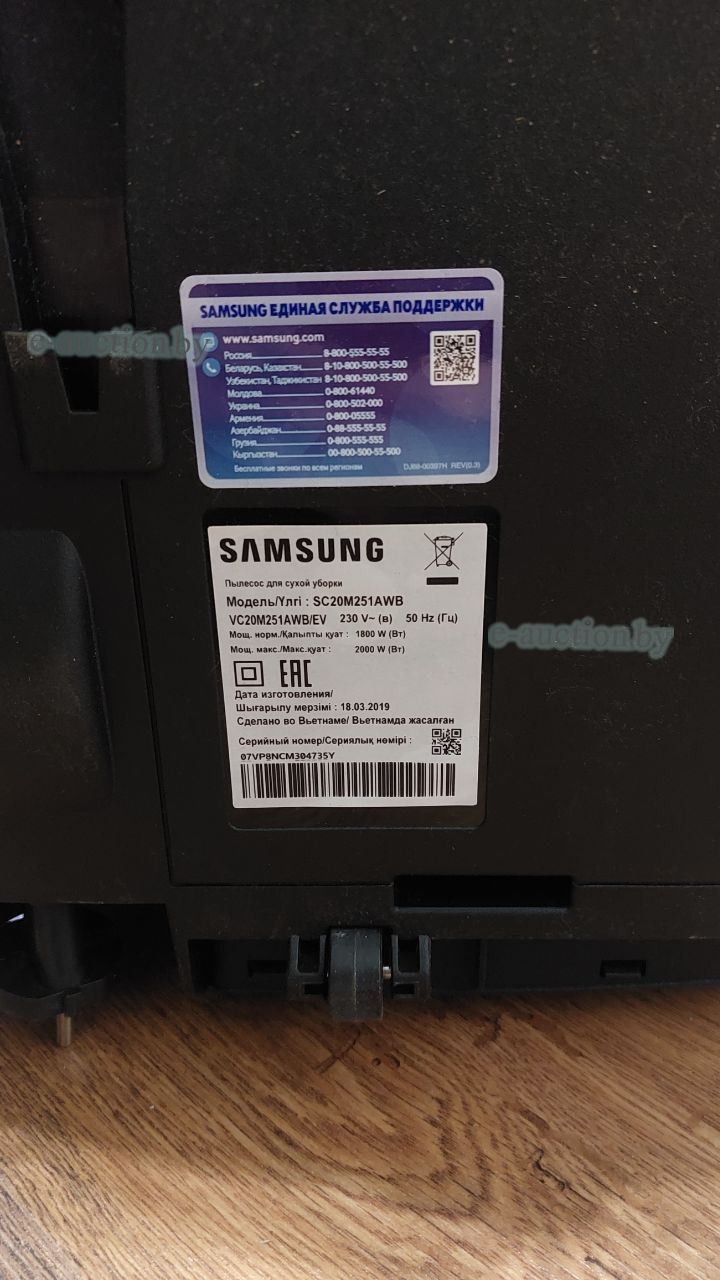 SAMSUNG ЕДИНАЯ СЛУЖБА ПОДДЕРЖКИ
www.samsung.com
Россия 8-800-555-55-55
Беларусь, Казахстан 8-10-800-500-55-500
Узбекистан, Таджикистан 8-10-800-500-55-500
Молдова 0-800-61440
Украина 0-800-502-000
Армения 0-800-05555
Азербайджан 0-88-555-55-55
Грузия 0-800-555-555
Кыргызстан 00-800-500-55-500
Бесплатные звонки по всем регионам DJ68-00397H REV(0.3)
e-auction.by
SAMSUNG
Пылесос для сухой уборки
Модель/Үлгі : SC20M251AWB
VC20M251AWB/EV 230 V~ (в) 50 Hz (Гц)
Мощ. норм./Қалыпты қуат : 1800 W (Вт)
Мощ. макс./Макс.қуат : 2000 W (Вт)
EAC
Дата изготовления/
Шығарылу мерзімі : 18.03.2019
Сделано во Вьетнаме/ Вьетнамда жасалған
Серийный номер/Сериялық нөмірі :
07VP8NCM304735Y
e-auction.by